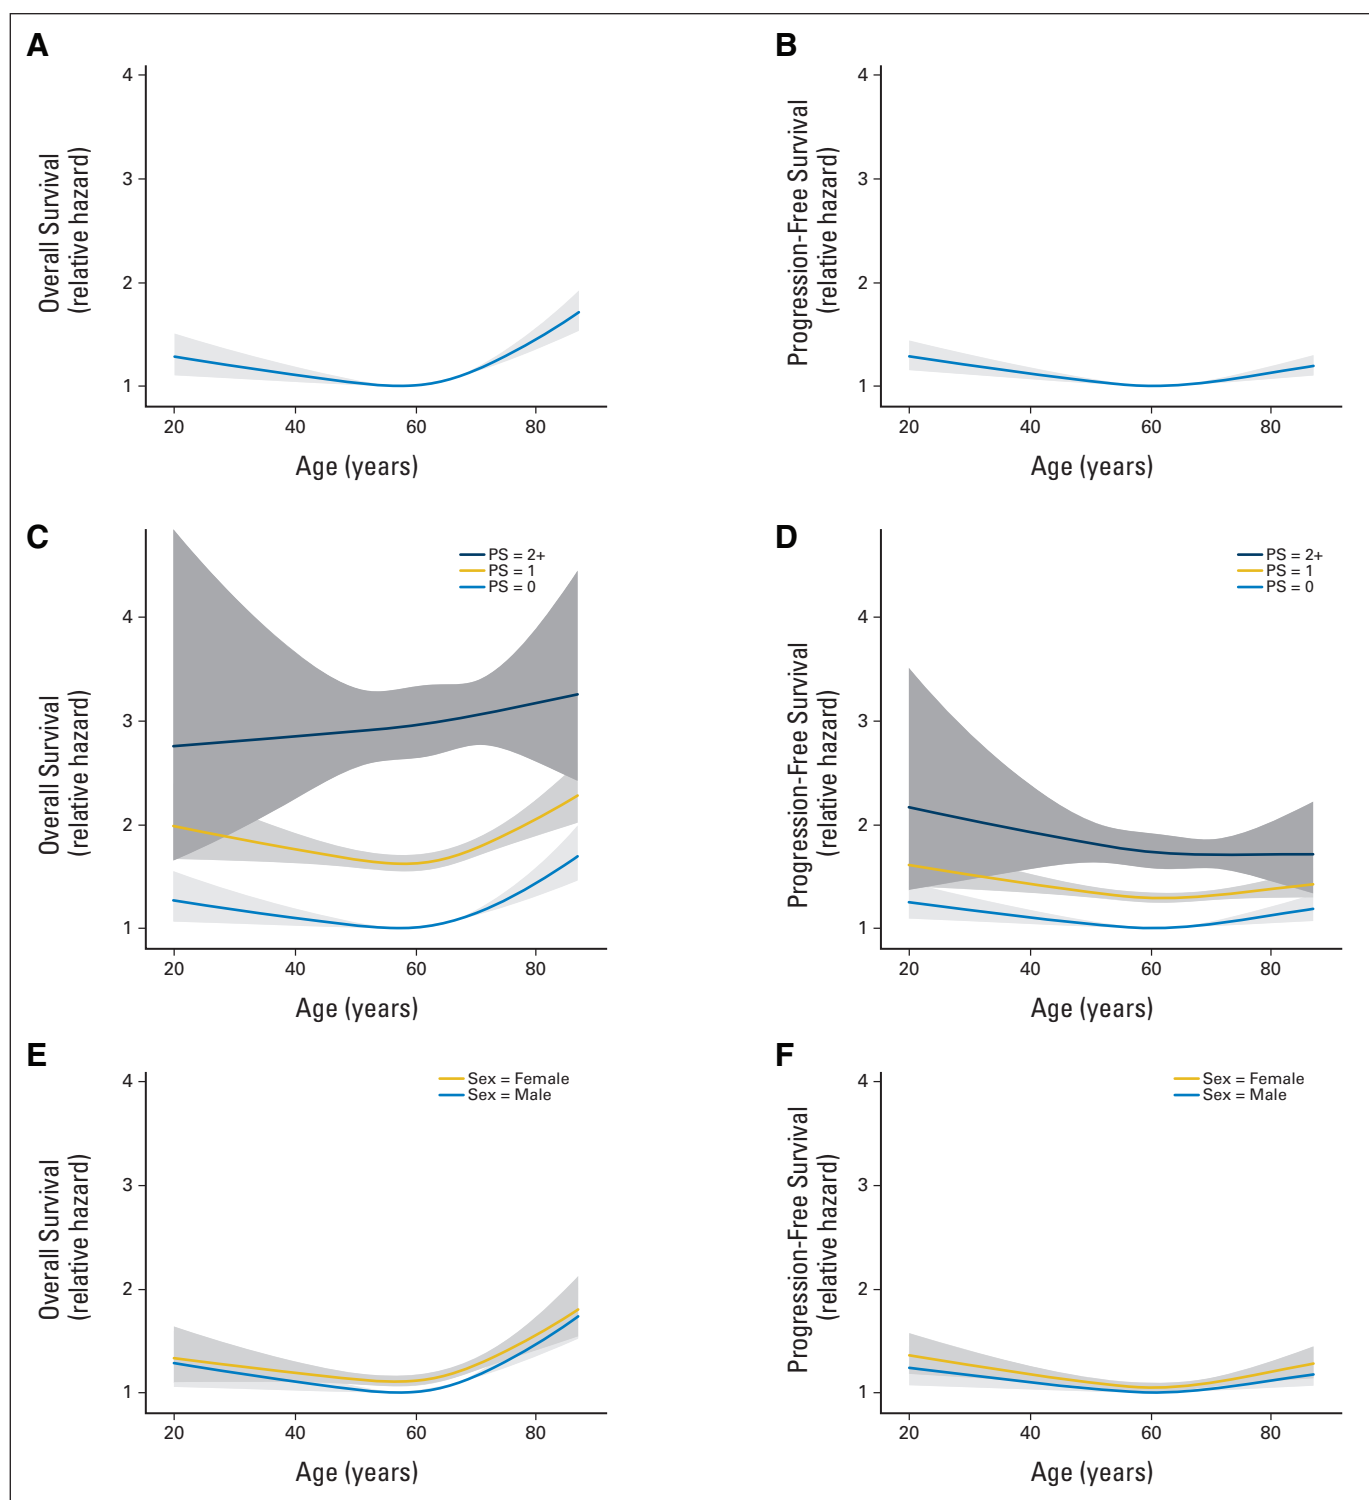 A
Overall Survival
(relative hazard)
4
3
2
1
20 40 60 80
Age (years)
B
Progression-Free Survival
(relative hazard)
4
3
2
1
20 40 60 80
Age (years)
C
Overall Survival
(relative hazard)
PS = 2+
PS = 1
PS = 0
4
3
2
1
20 40 60 80
Age (years)
D
Progression-Free Survival
(relative hazard)
PS = 2+
PS = 1
PS = 0
4
3
2
1
20 40 60 80
Age (years)
E
Overall Survival
(relative hazard)
Sex = Female
Sex = Male
4
3
2
1
20 40 60 80
Age (years)
F
Progression-Free Survival
(relative hazard)
Sex = Female
Sex = Male
4
3
2
1
20 40 60 80
Age (years)